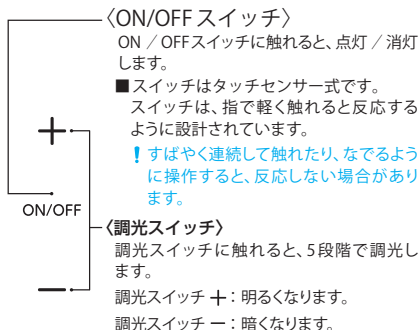 〈ON/OFF スイッチ〉
ON ／ OFFスイッチに触れると、点灯／消灯
します。
■スイッチはタッチセンサー式です。
スイッチは、指で軽く触れると反応する
ように設計されています。
！すばやく連続して触れたり、なでるよう
に操作すると、反応しない場合があり
ます。
＋
ON/OFF
−
〈調光スイッチ〉
調光スイッチに触れると、5段階で調光し
ます。
調光スイッチ ＋：明るくなります。
調光スイッチ −：暗くなります。